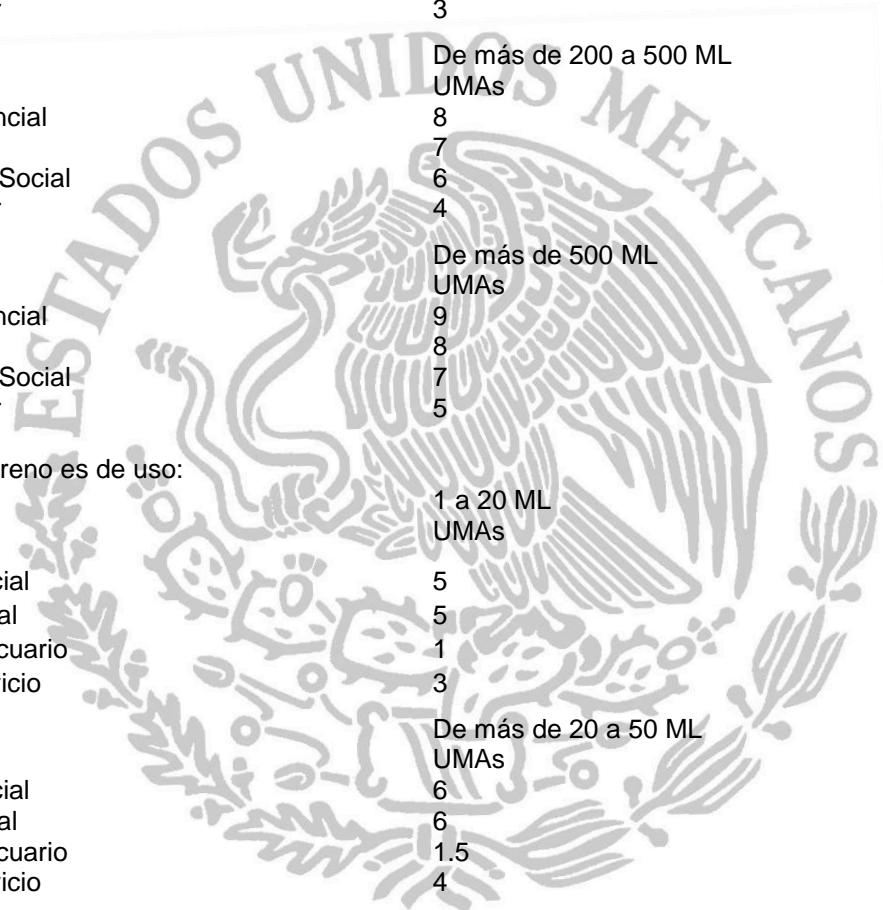 3
De más de 200 a 500 ML
UMAs
ncial 8
7
Social 6
4
De más de 500 ML
UMAs
ncial 9
8
Social 7
5
reno es de uso:
1 a 20 ML
UMAs
cial 5
al 5
cuario 1
icio 3
De más de 20 a 50 ML
UMAs
cial 6
al 6
cuario 1.5
icio 4
ESTADOS UNIDOS MEXICANOS